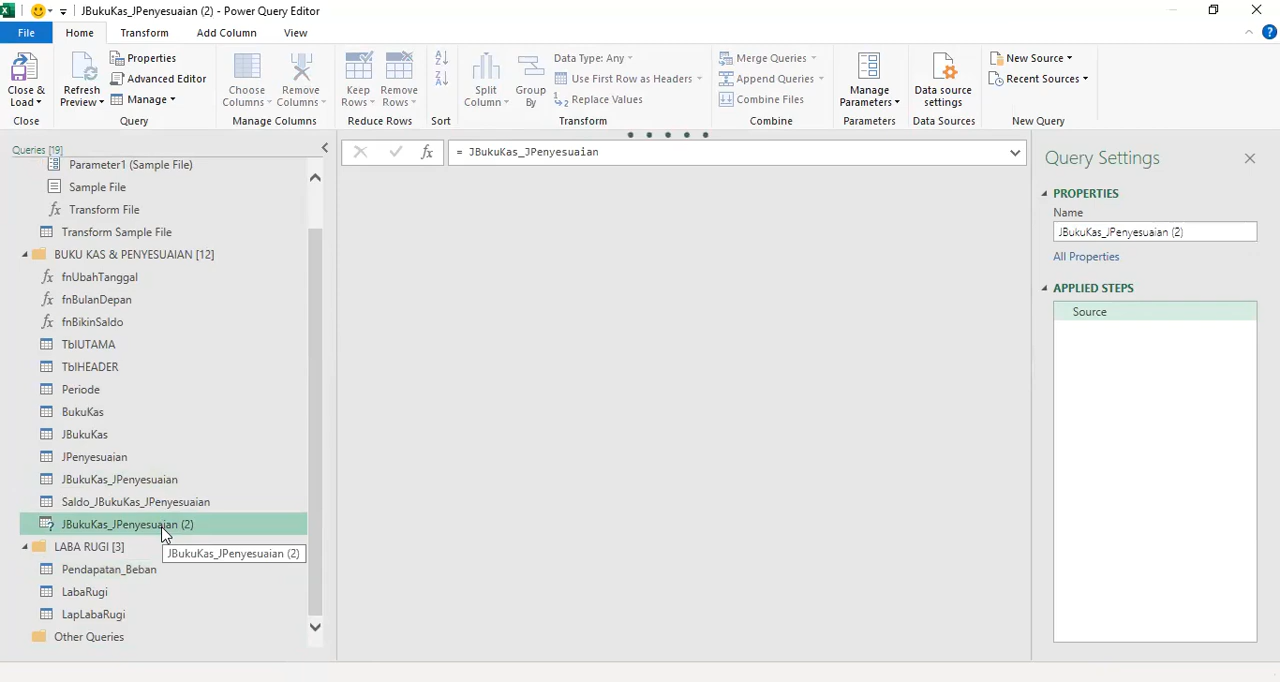 JBukuKas_JPenyesuaian (2) - Power Query Editor
File Home Transform Add Column View
Close & Load
Close
Refresh Preview
Properties
Advanced Editor
Manage
Query
Choose Columns
Remove Columns
Manage Columns
Keep Rows
Remove Rows
Reduce Rows
Sort
Split Column
Group By
Data Type: Any
Use First Row as Headers
Replace Values
Transform
Merge Queries
Append Queries
Combine Files
Combine
Manage Parameters
Parameters
Data source settings
Data Sources
New Source
Recent Sources
New Query
Queries [19]
Parameter1 (Sample File)
Sample File
fx Transform File
Transform Sample File
BUKU KAS & PENYESUAIAN [12]
fx fnUbahTanggal
fx fnBulanDepan
fx fnBikinSaldo
TblUTAMA
TblHEADER
Periode
BukuKas
JBukuKas
JPenyesuaian
JBukuKas_JPenyesuaian
Saldo_JBukuKas_JPenyesuaian
JBukuKas_JPenyesuaian (2)
LABA RUGI [3]
JBukuKas_JPenyesuaian (2)
Pendapatan_Beban
LabaRugi
LapLabaRugi
Other Queries
fx = JBukuKas_JPenyesuaian
Query Settings
PROPERTIES
Name
JBukuKas_JPenyesuaian (2)
All Properties
APPLIED STEPS
Source